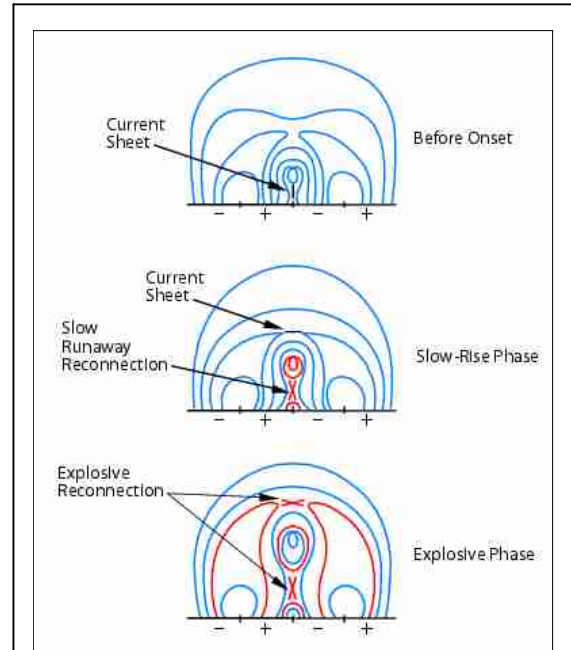 Current
Sheet
Before Onset
- + - +
Current
Sheet
Slow
Runaway
Reconnection
Slow-Rise Phase
- + - +
Explosive
Reconnection
Explosive Phase
- + - +